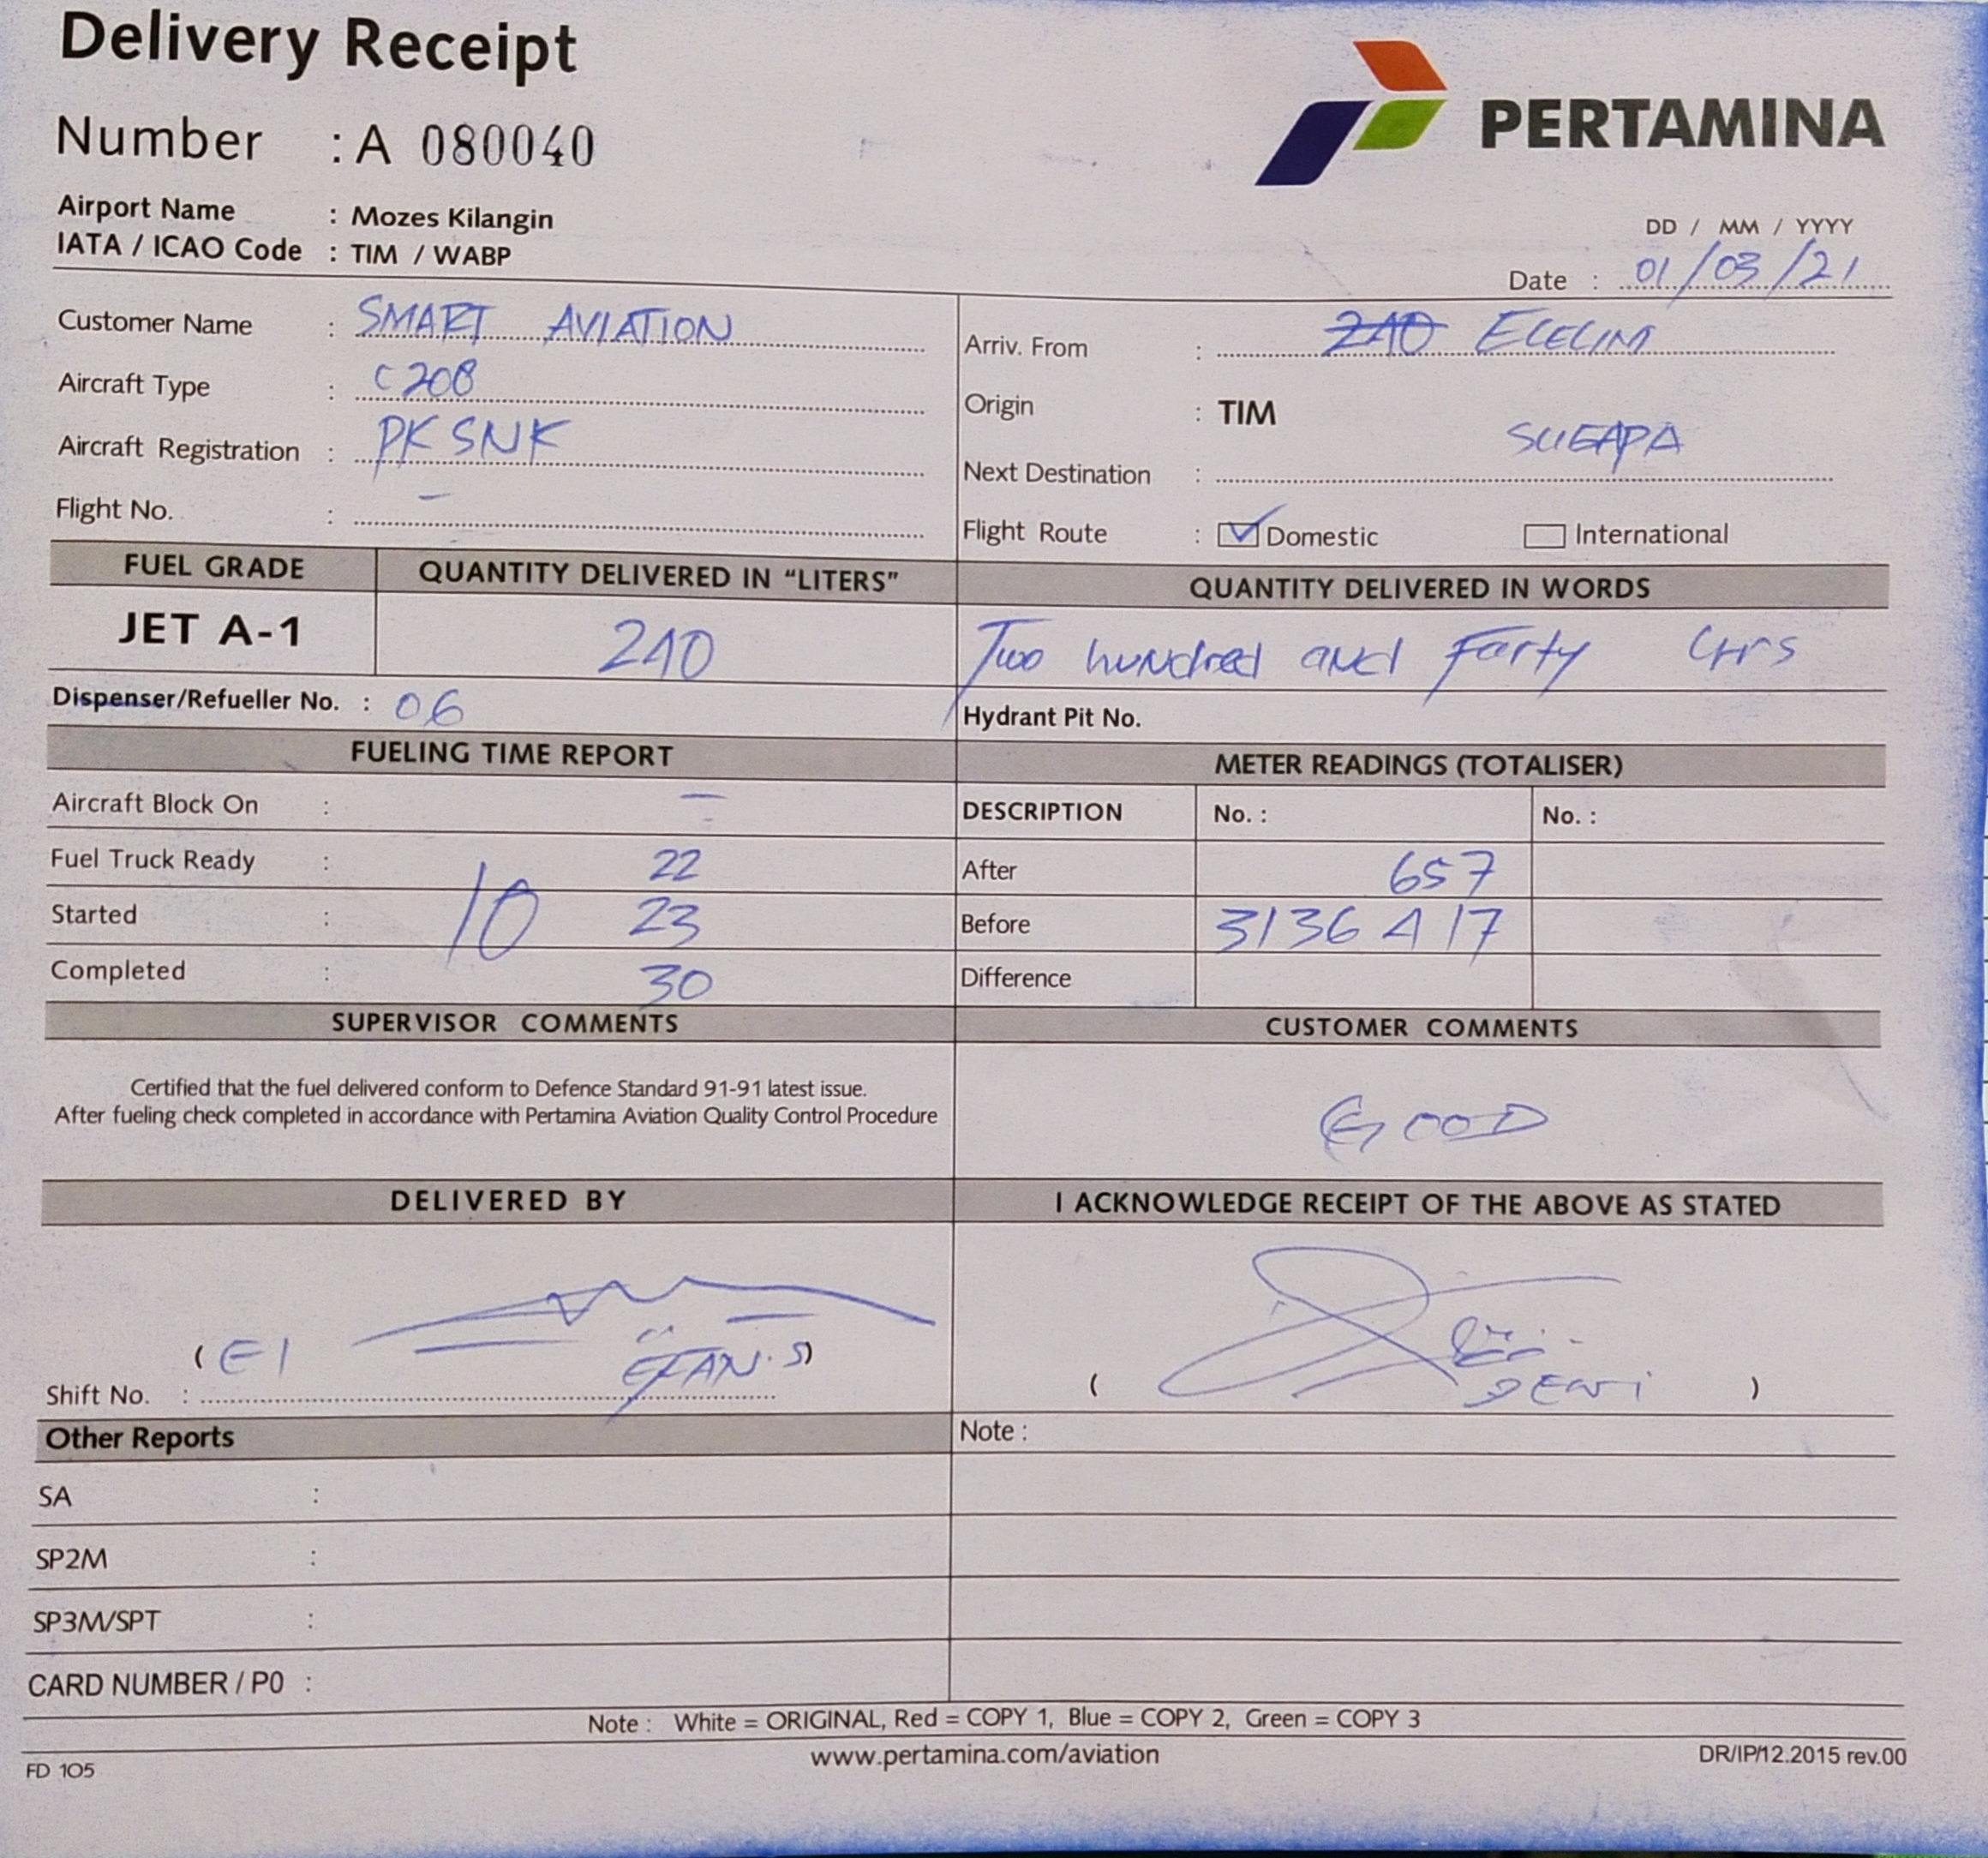 Delivery Receipt
PERTAMINA
Number : A 080040
Airport Name : Mozes Kilangin
IATA / ICAO Code : TIM / WABP
DD / MM / YYYY
Date : 01/03/21
Customer Name : SMART AVIATION
Aircraft Type : C208
Aircraft Registration : PK SNK
Flight No. : –
Arriv. From : 240 ECELIM
Origin : TIM
Next Destination : SUEAPA
Flight Route : Domestic International
FUEL GRADE QUANTITY DELIVERED IN “LITERS” QUANTITY DELIVERED IN WORDS
JET A-1 240 Two hundred and Farty Ltrs
Dispenser/Refueller No. : 06 Hydrant Pit No.
FUELING TIME REPORT METER READINGS (TOTALISER)
Aircraft Block On : – DESCRIPTION No. : No. :
Fuel Truck Ready : 22 After 657
Started : 10 23 Before 3136417
Completed : 30 Difference
SUPERVISOR COMMENTS CUSTOMER COMMENTS
Certified that the fuel delivered conform to Defence Standard 91-91 latest issue.
After fueling check completed in accordance with Pertamina Aviation Quality Control Procedure
GOOD
DELIVERED BY I ACKNOWLEDGE RECEIPT OF THE ABOVE AS STATED
( E1 EFAN.S)
Shift No. :
( DENI )
Other Reports Note :
SA :
SP2M :
SP3M/SPT :
CARD NUMBER / P0 :
Note : White = ORIGINAL, Red = COPY 1, Blue = COPY 2, Green = COPY 3
FD 105 www.pertamina.com/aviation DR/IP/12.2015 rev.00